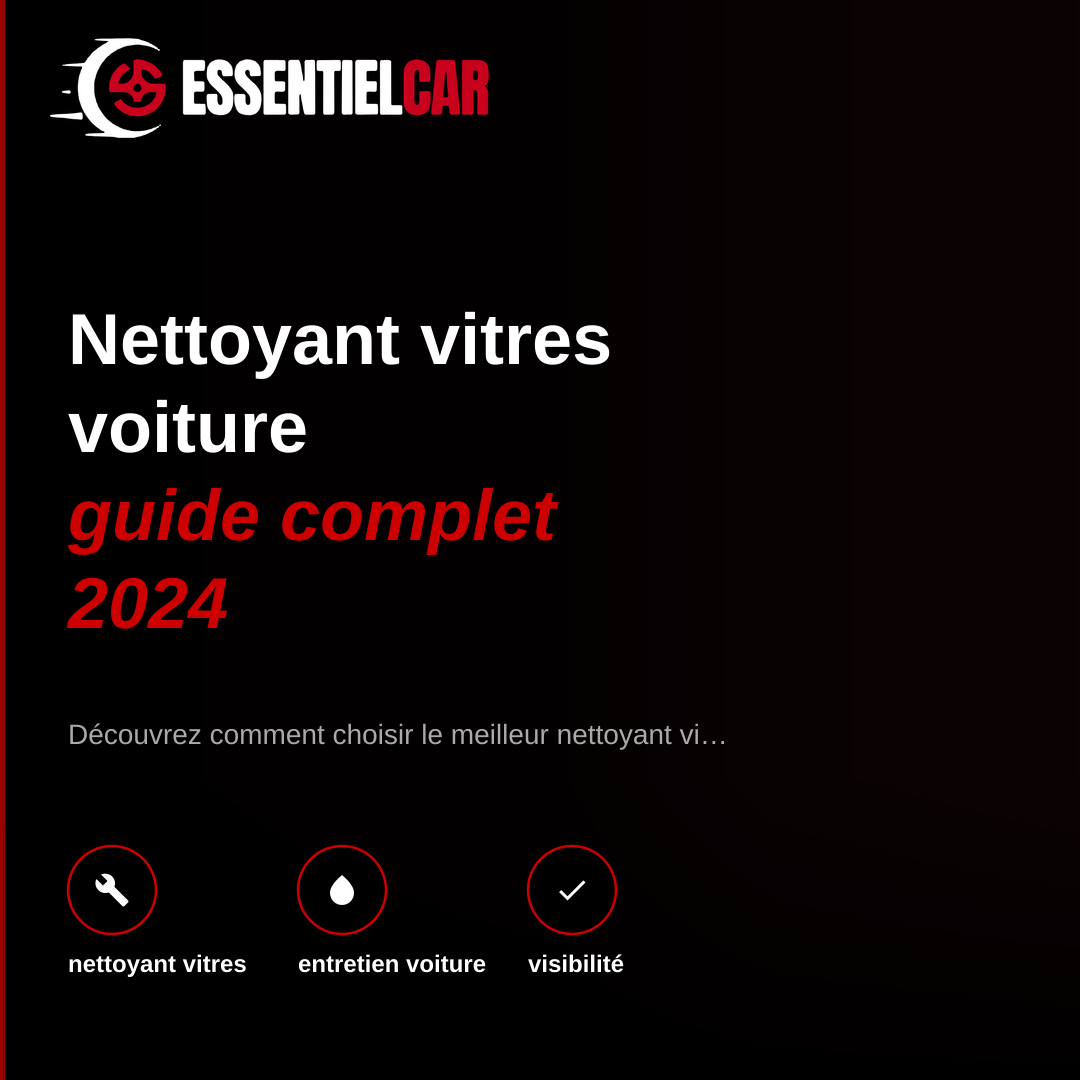 ESSENTIELCAR
Nettoyant vitres
voiture
guide complet
2024
Découvrez comment choisir le meilleur nettoyant vi…
nettoyant vitres
entretien voiture
visibilité